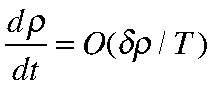 dρ/dt = O(δρ / T)